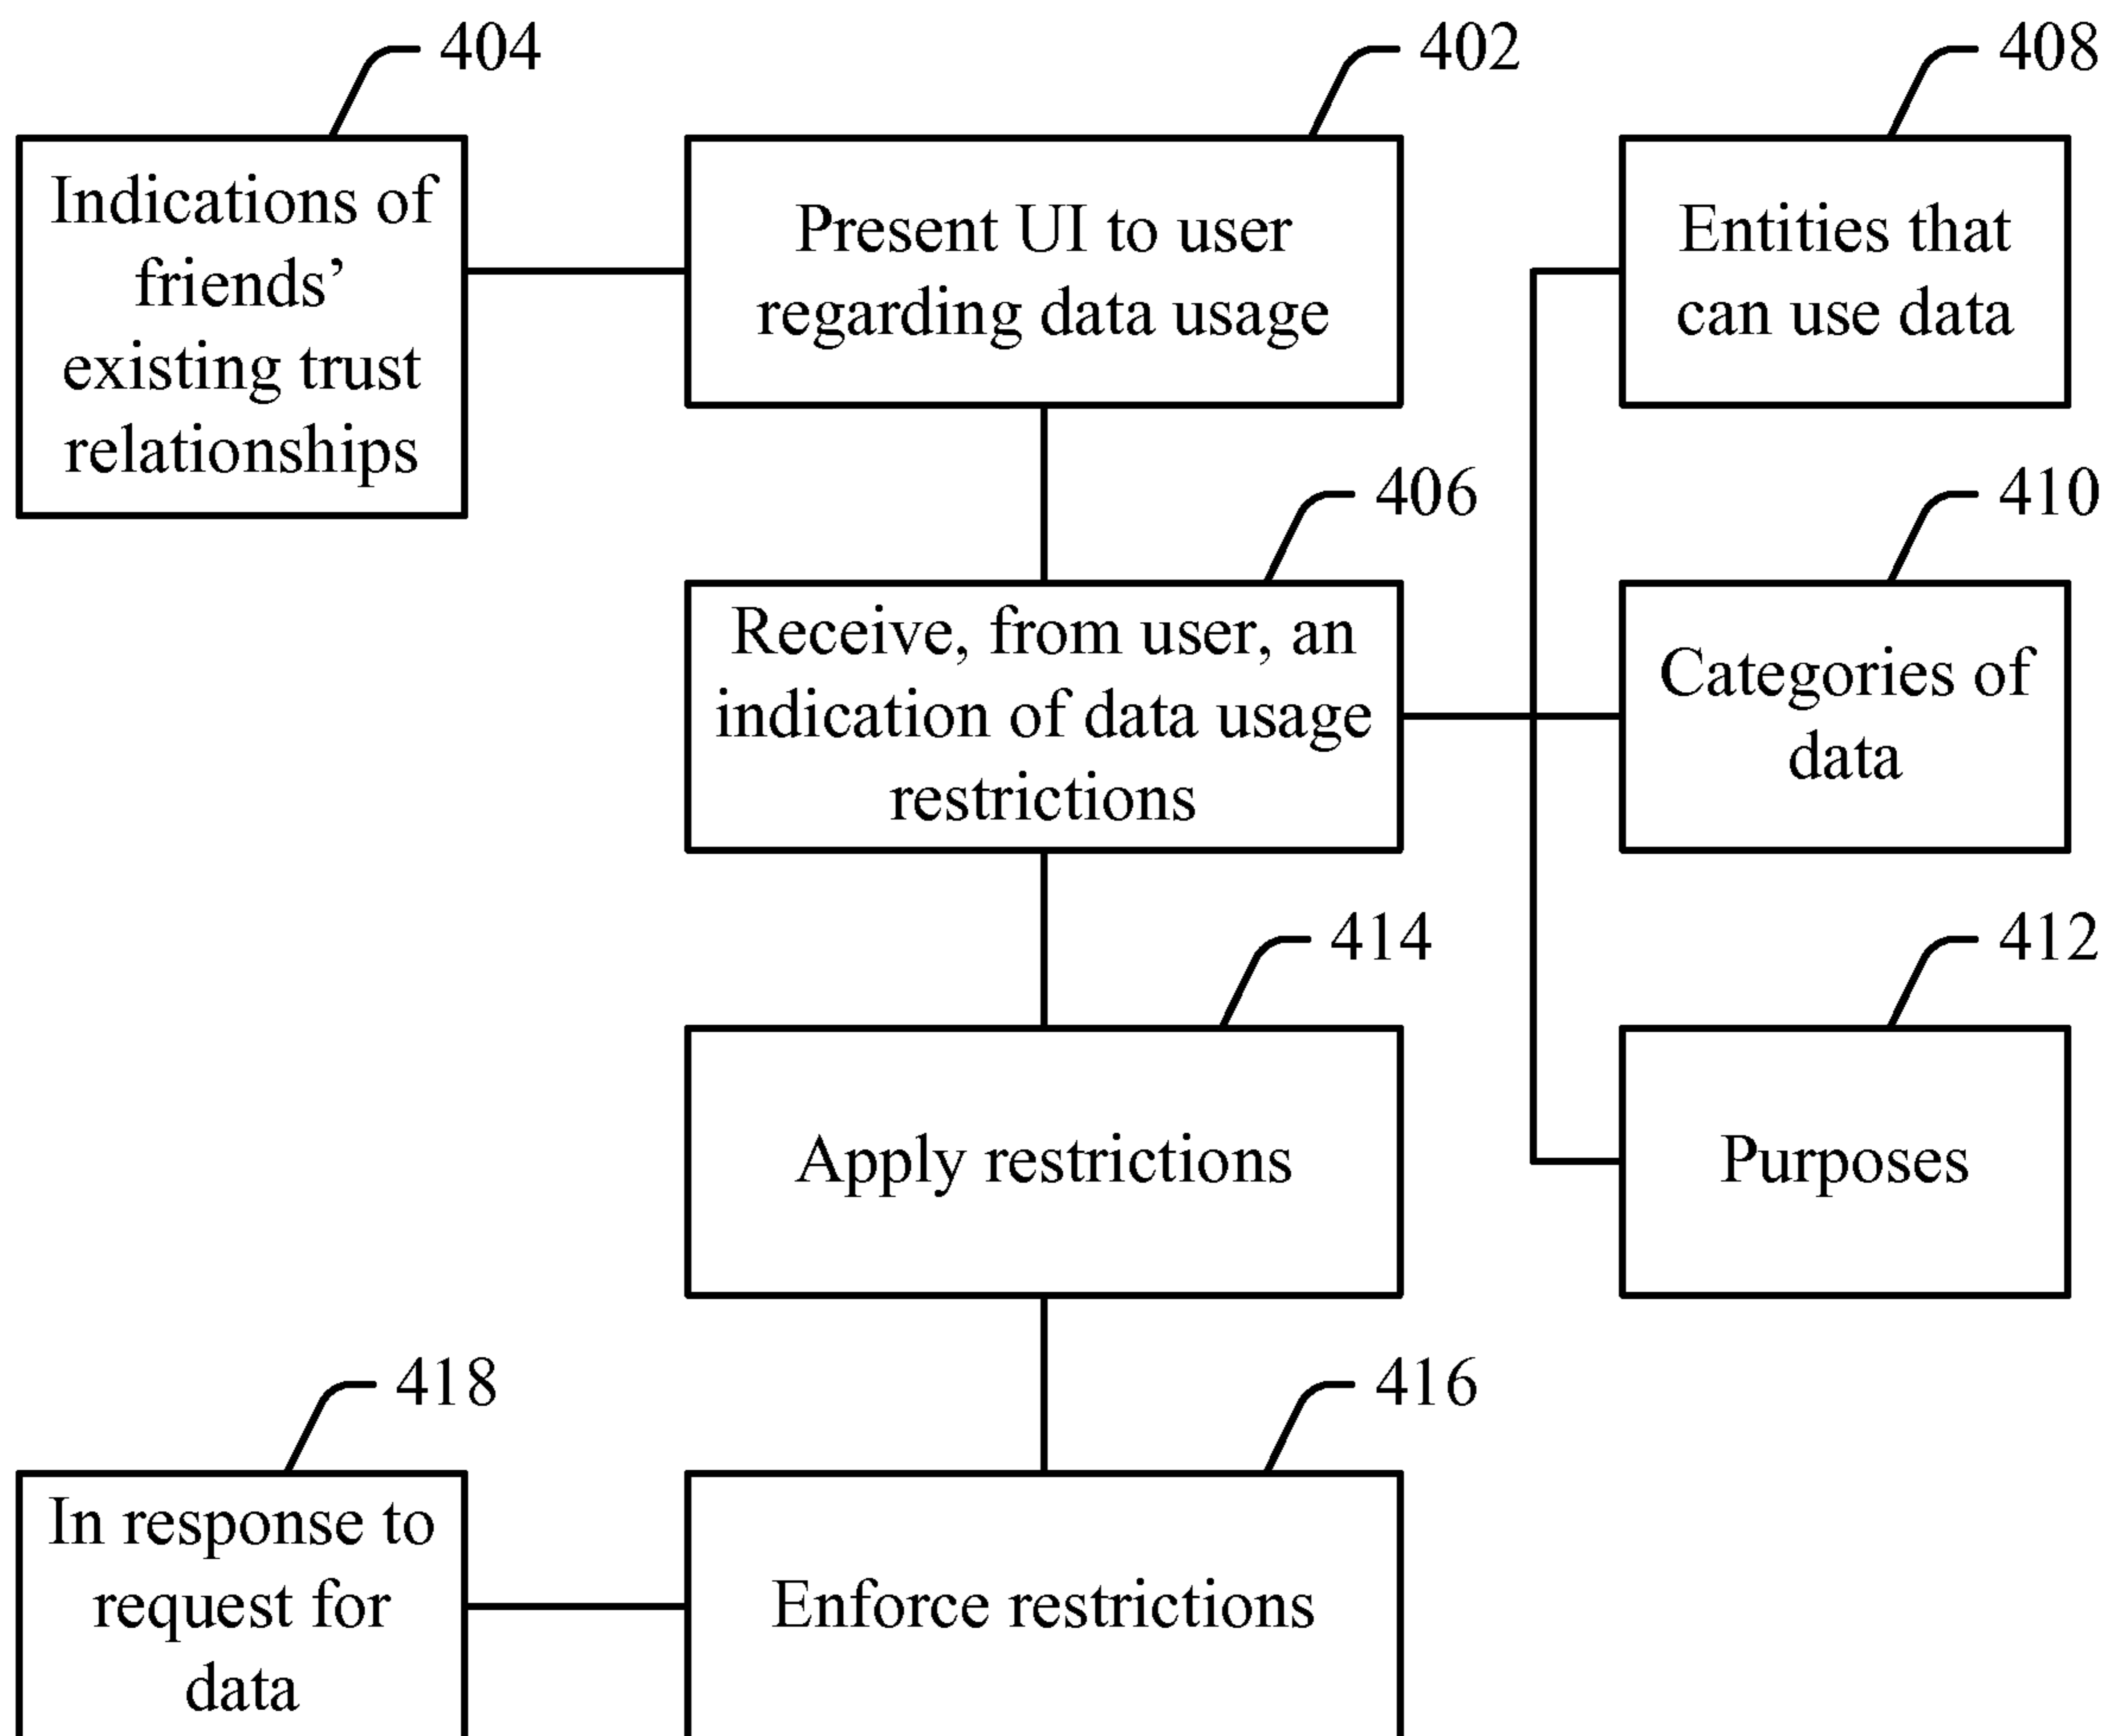 404
402
408
Indications of
friends’
existing trust
relationships
Present UI to user
regarding data usage
Entities that
can use data
406
410
Receive, from user, an
indication of data usage
restrictions
Categories of
data
414
412
Apply restrictions
Purposes
418
416
In response to
request for
data
Enforce restrictions